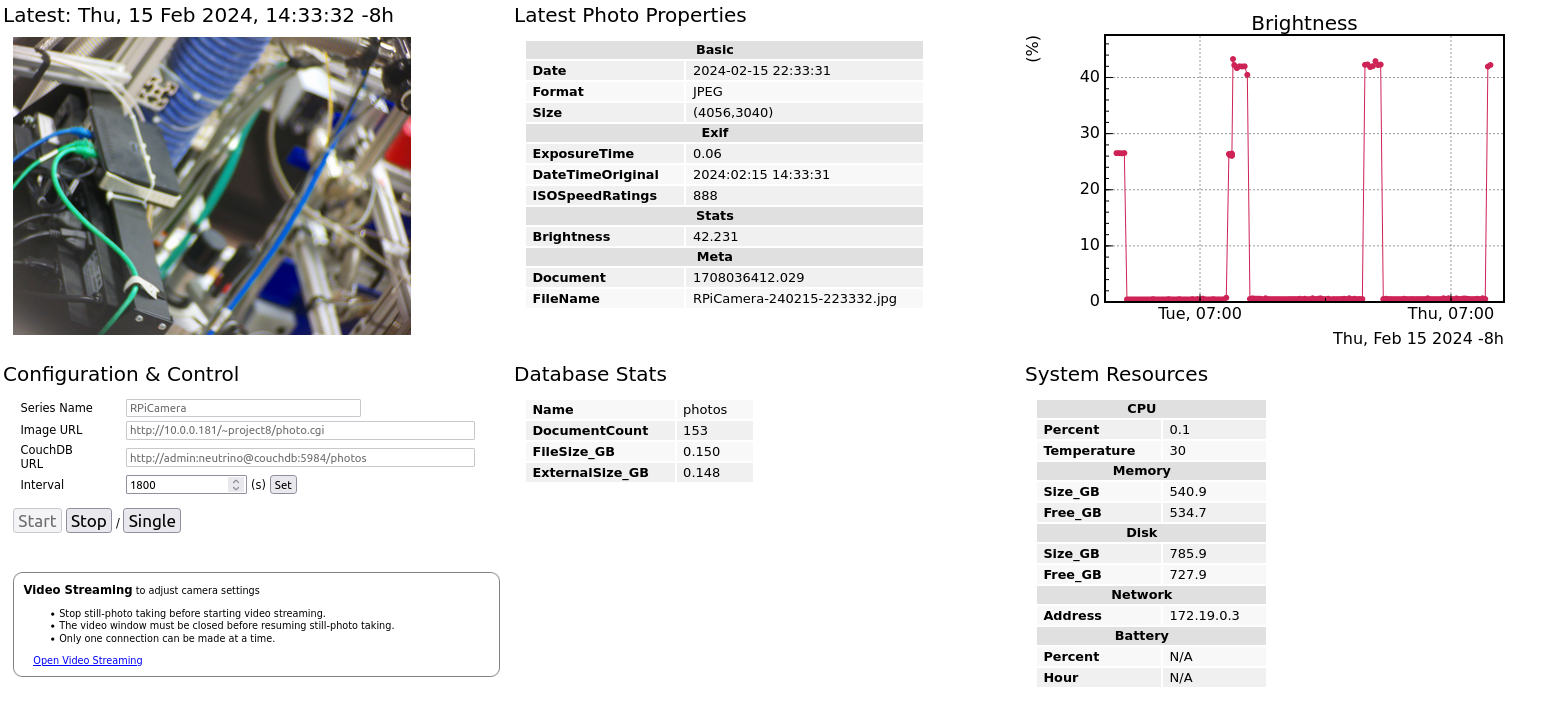 Latest: Thu, 15 Feb 2024, 14:33:32 -8h
Latest Photo Properties
Basic
Date 2024-02-15 22:33:31
Format JPEG
Size (4056,3040)
Exif
ExposureTime 0.06
DateTimeOriginal 2024:02:15 14:33:31
ISOSpeedRatings 888
Stats
Brightness 42.231
Meta
Document 1708036412.029
FileName RPiCamera-240215-223332.jpg
Brightness
(%)
40
30
20
10
0
Tue, 07:00 Thu, 07:00
Thu, Feb 15 2024 -8h
Configuration & Control
Series Name RPiCamera
Image URL http://10.0.0.181/~project8/photo.cgi
CouchDB
URL http://admin:neutrino@couchdb:5984/photos
Interval 1800 (s) Set
Start Stop / Single
Video Streaming to adjust camera settings
• Stop still-photo taking before starting video streaming.
• The video window must be closed before resuming still-photo taking.
• Only one connection can be made at a time.
Open Video Streaming
Database Stats
Name photos
DocumentCount 153
FileSize_GB 0.150
ExternalSize_GB 0.148
System Resources
CPU
Percent 0.1
Temperature 30
Memory
Size_GB 540.9
Free_GB 534.7
Disk
Size_GB 785.9
Free_GB 727.9
Network
Address 172.19.0.3
Battery
Percent N/A
Hour N/A